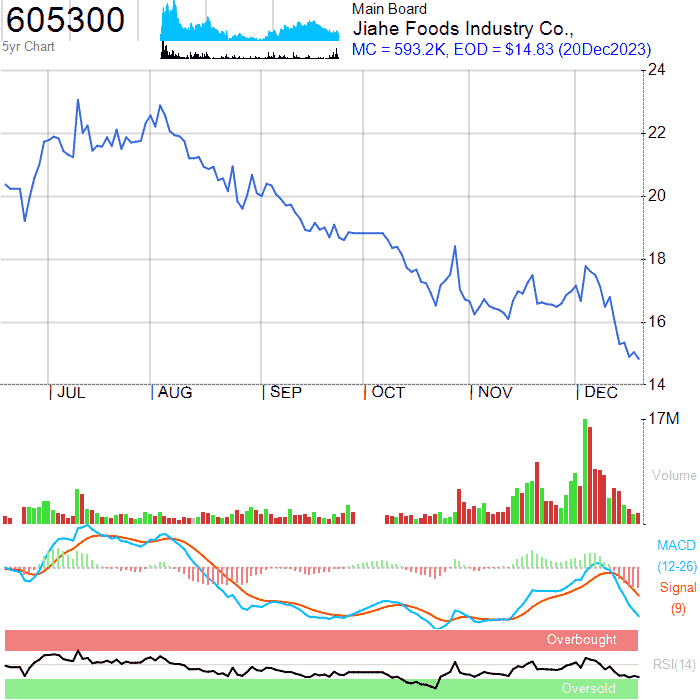 605300
5yr Chart
Main Board
Jiahe Foods Industry Co.,
MC = 593.2K, EOD = $14.83 (20Dec2023)
24
22
20
18
16
14
JUL AUG SEP OCT NOV DEC
17M
Volume
MACD
(12-26)
Signal
(9)
Overbought
RSI(14)
Oversold